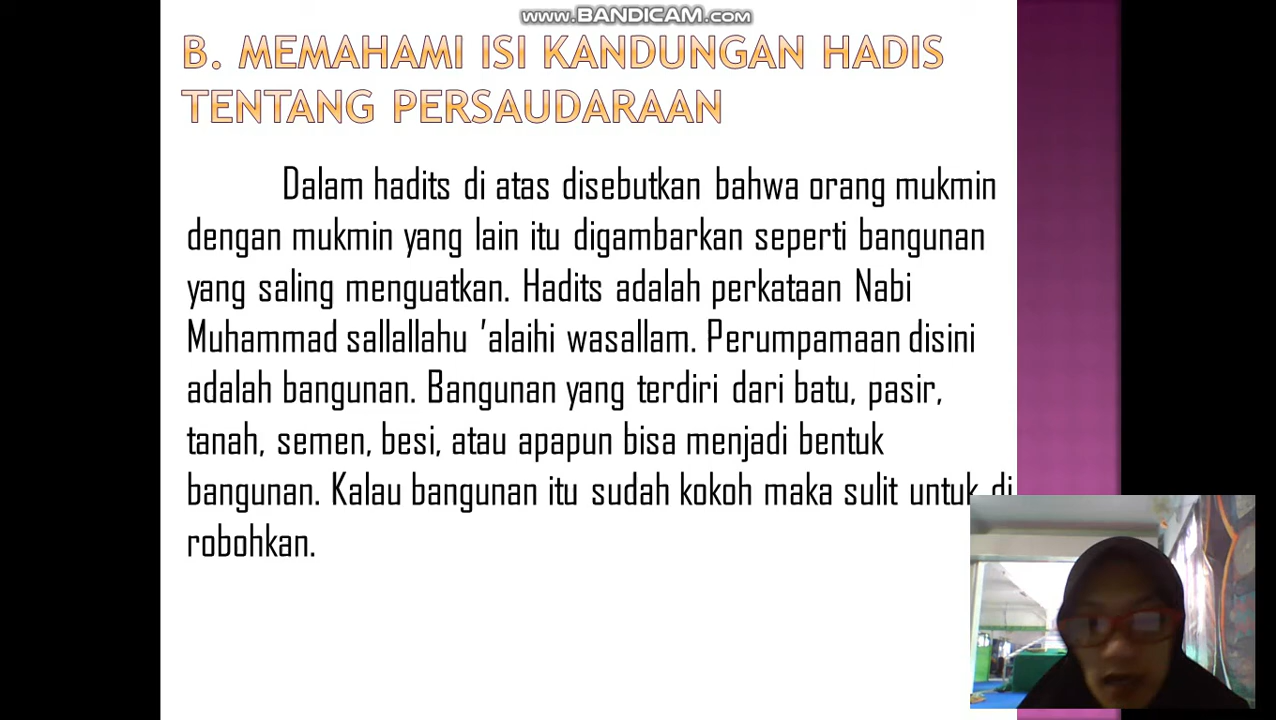 www.BANDICAM.com
B. MEMAHAMI ISI KANDUNGAN HADIS
TENTANG PERSAUDARAAN
Dalam hadits di atas disebutkan bahwa orang mukmin
dengan mukmin yang lain itu digambarkan seperti bangunan
yang saling menguatkan. Hadits adalah perkataan Nabi
Muhammad sallallahu 'alaihi wasallam. Perumpamaan disini
adalah bangunan. Bangunan yang terdiri dari batu, pasir,
tanah, semen, besi, atau apapun bisa menjadi bentuk
bangunan. Kalau bangunan itu sudah kokoh maka sulit untuk di
robohkan.